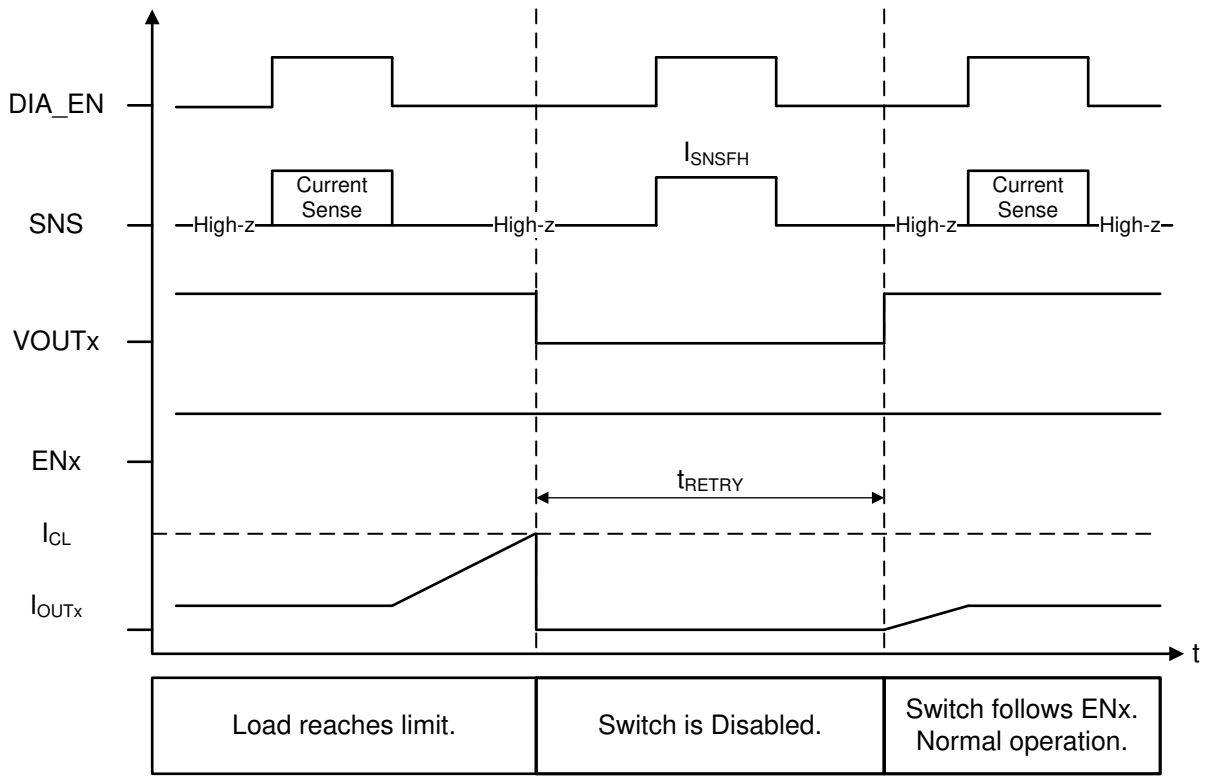 DIA_EN
I_SNSFH
SNS
High-z
Current
Sense
High-z
High-z
Current
Sense
High-z
VOUTx
ENx
t_RETRY
I_CL
I_OUTx
t
Load reaches limit.
Switch is Disabled.
Switch follows ENx.
Normal operation.